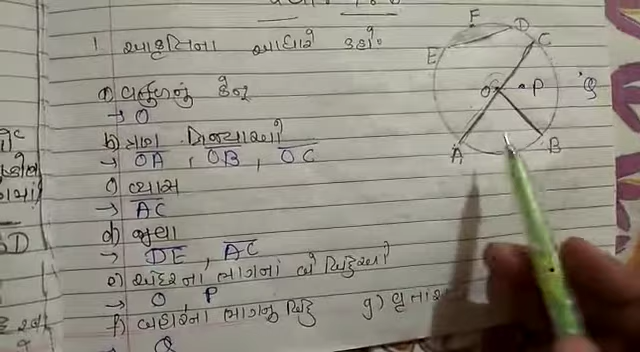 1. આકૃતિના આધારે કહો.
a) વર્તુળનું કેન્દ્ર
→ O
b) ત્રણ ત્રિજ્યાઓ
→ OA , OB , OC
c) વ્યાસ
→ AC
d) જીવા
→ DE , AC
e) અંદરના ભાગનાં બે બિંદુઓ
→ O , P
f) બહારના ભાગનું બિંદુ g)
→ Q
F
D
C
E
O
P
Q
A
B